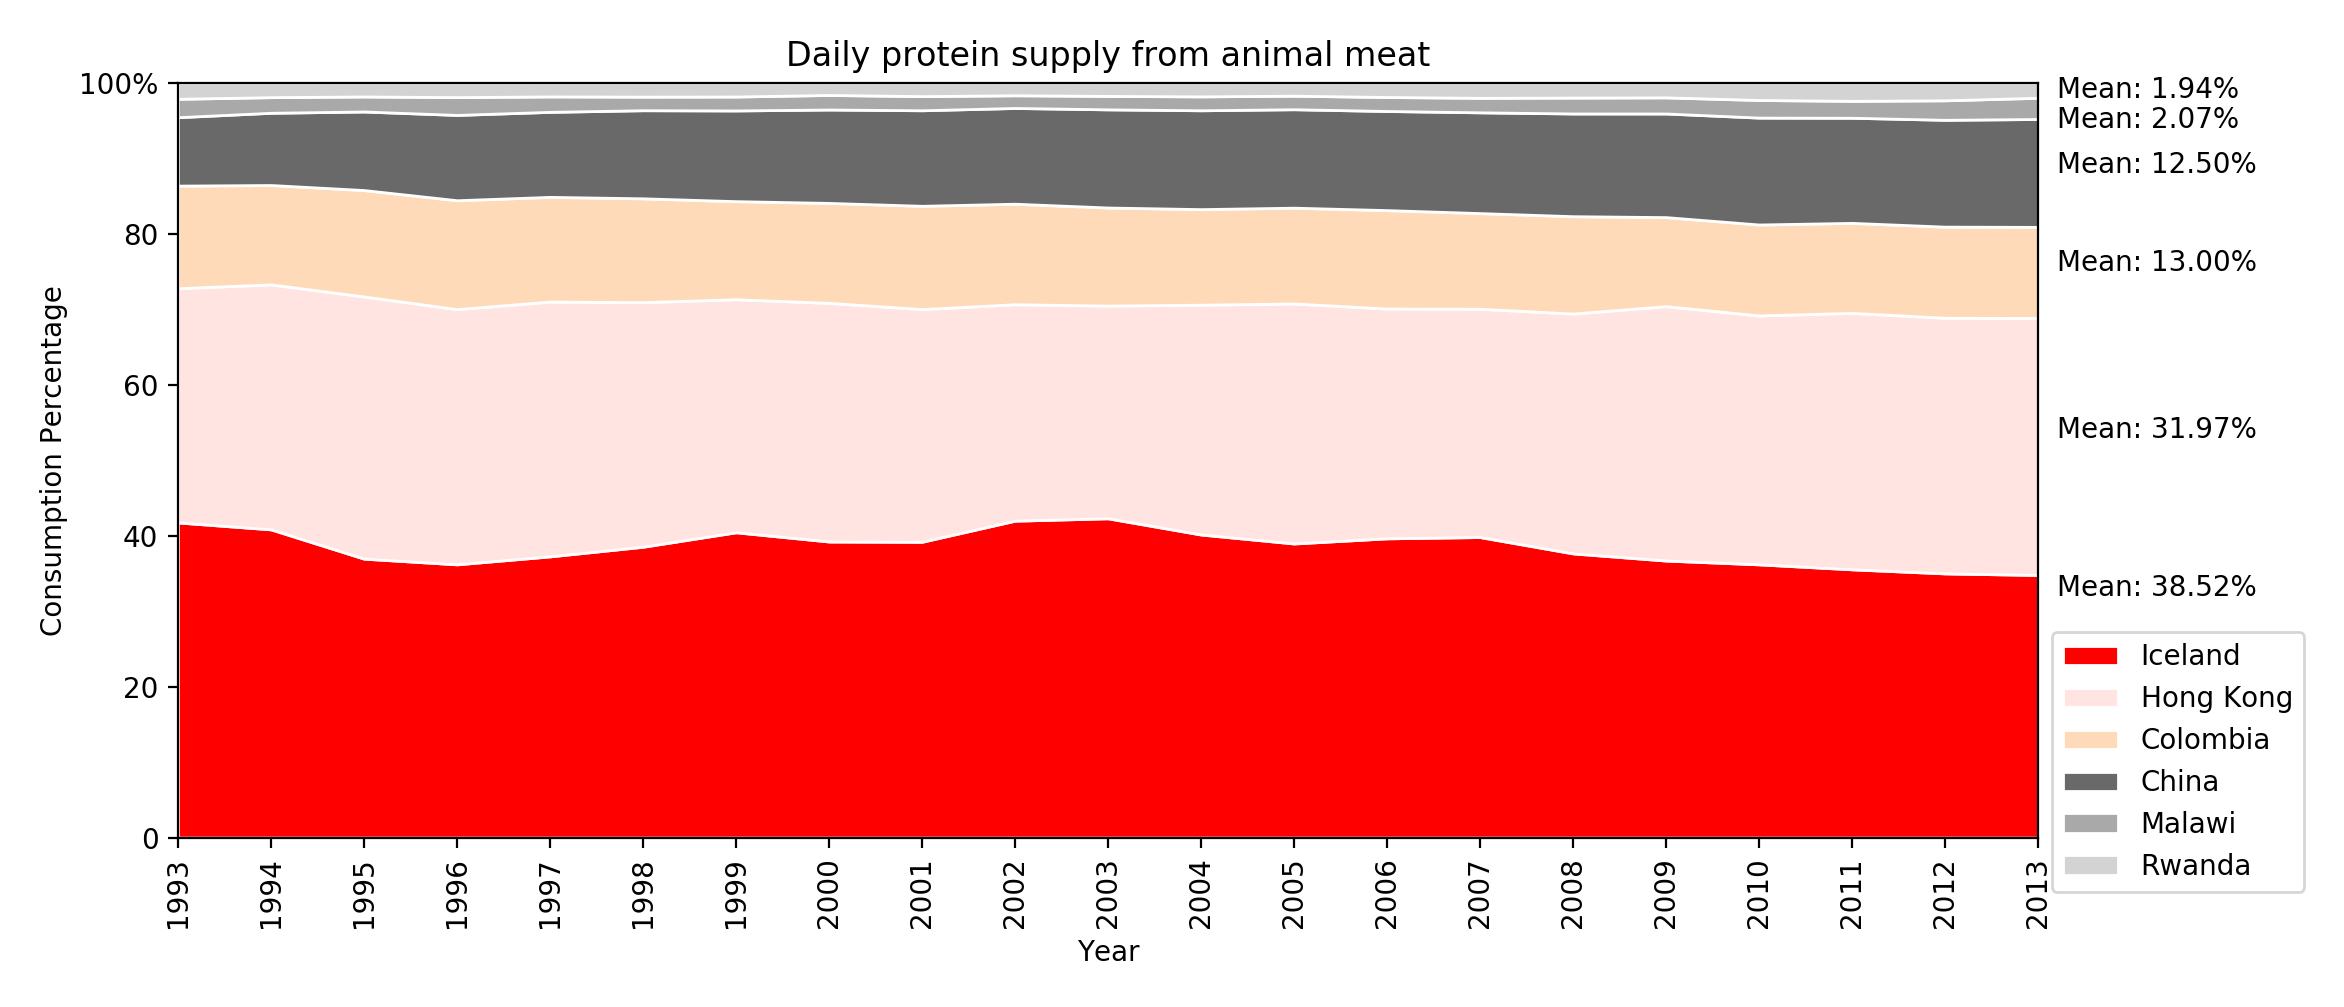 Daily protein supply from animal meat
Consumption Percentage
100%
80
60
40
20
0
1993
1994
1995
1996
1997
1998
1999
2000
2001
2002
2003
2004
2005
2006
2007
2008
2009
2010
2011
2012
2013
Year
Mean: 1.94%
Mean: 2.07%
Mean: 12.50%
Mean: 13.00%
Mean: 31.97%
Mean: 38.52%
Iceland
Hong Kong
Colombia
China
Malawi
Rwanda